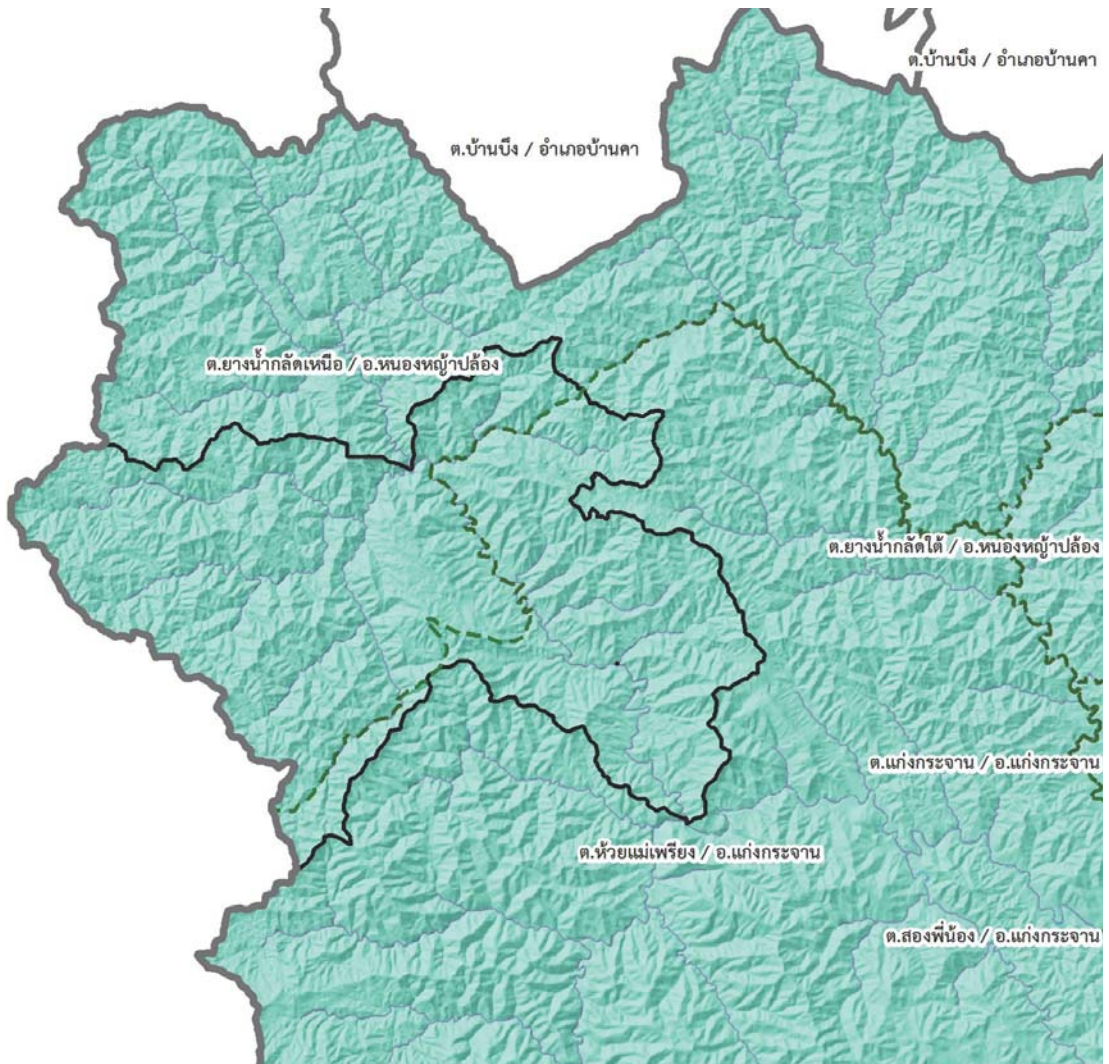 ต.บ้านบึง / อำเภอบ้านคา
ต.บ้านบึง / อำเภอบ้านคา
ต.ยางน้ำกลัดเหนือ / อ.หนองหญ้าปล้อง
ต.ยางน้ำกลัดใต้ / อ.หนองหญ้าปล้อง
ต.แก่งกระจาน / อ.แก่งกระจาน
ต.ห้วยแม่เพรียง / อ.แก่งกระจาน
ต.สองพี่น้อง / อ.แก่งกระจาน